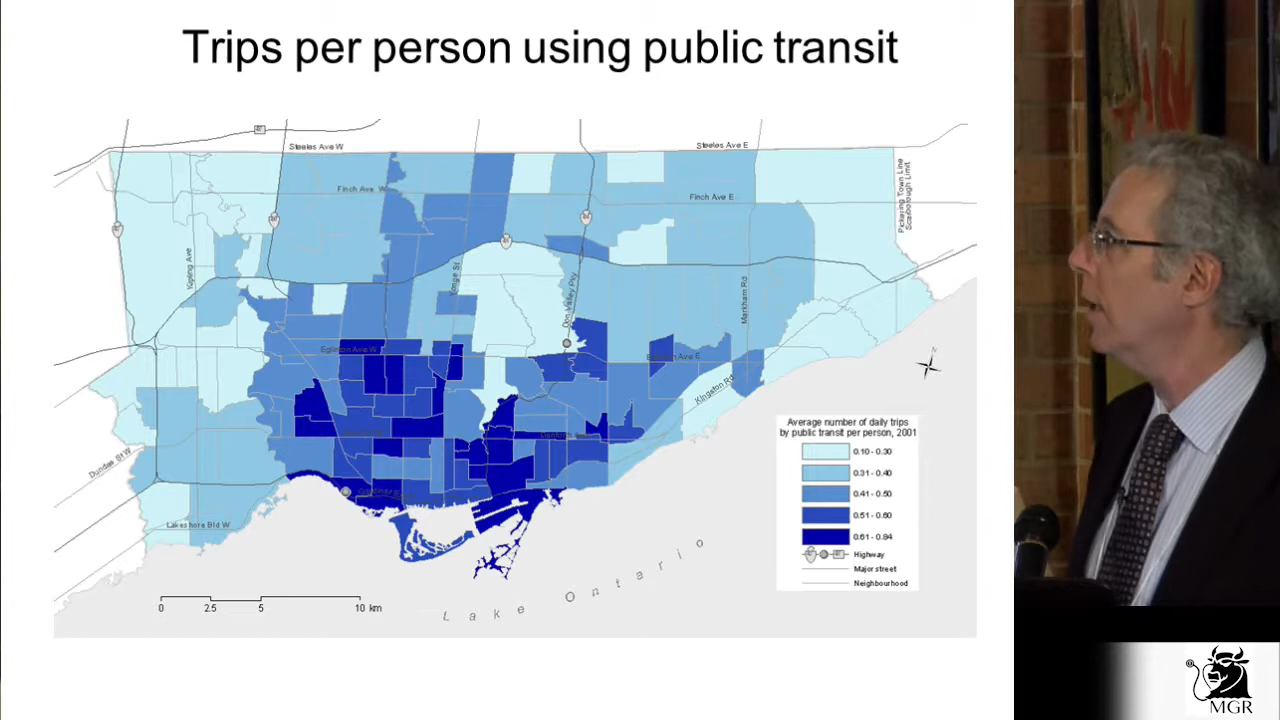 Trips per person using public transit
Steeles Ave W
Steeles Ave E
Finch Ave W
Finch Ave E
Pickering Town Line
Scarborough Limit
Kipling Ave
Yonge St
Don Valley Pky
Markham Rd
Eglinton Ave W
Eglinton Ave E
Kingston Rd
Dundas St W
Lakeshore Bld W
Lake Ontario
N
Average number of daily trips
by public transit per person, 2001
0.10 - 0.30
0.31 - 0.40
0.41 - 0.50
0.51 - 0.60
0.61 - 0.84
Highway
Major street
Neighbourhood
0 2.5 5 10 km
MGR